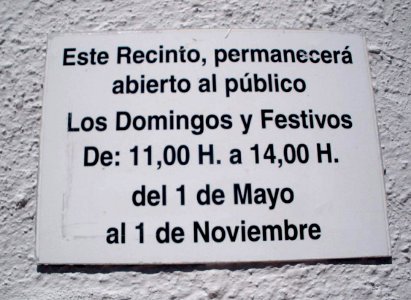 Este Recinto, permanecerá
abierto al público
Los Domingos y Festivos
De: 11,00 H. a 14,00 H.
del 1 de Mayo
al 1 de Noviembre